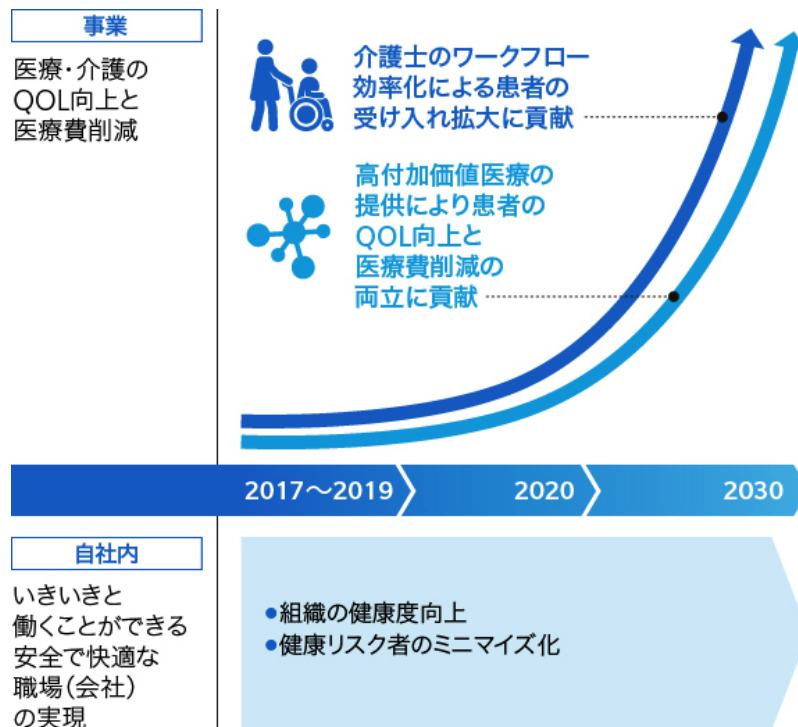 事業
医療・介護の
QOL向上と
医療費削減
介護士のワークフロー
効率化による患者の
受け入れ拡大に貢献
高付加価値医療の
提供により患者の
QOL向上と
医療費削減の
両立に貢献
2017～2019
2020
2030
自社内
いきいきと
働くことができる
安全で快適な
職場（会社）
の実現
●組織の健康度向上
●健康リスク者のミニマイズ化